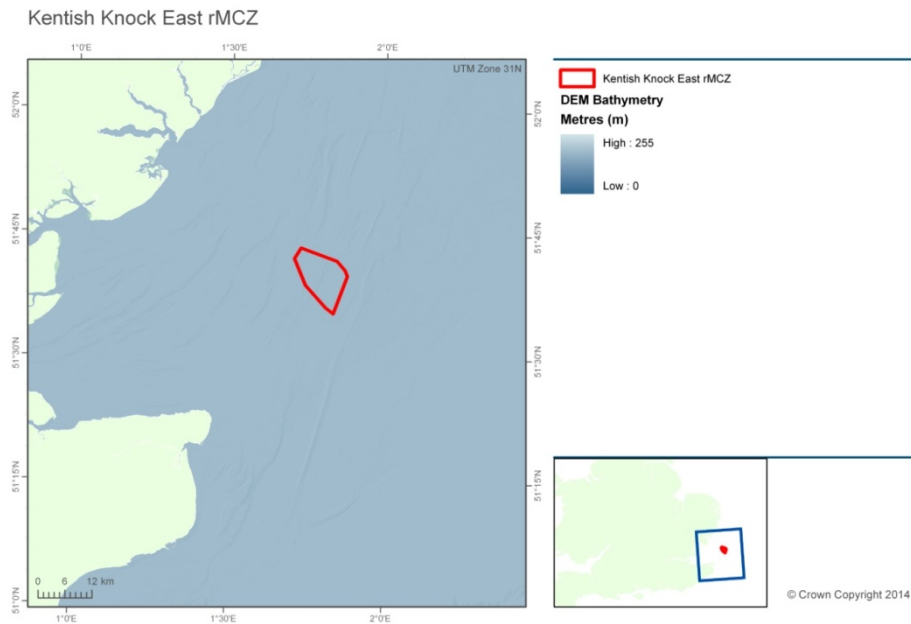 Kentish Knock East rMCZ
1°0'E 1°30'E 2°0'E
UTM Zone 31N
52°0'N
52°0'N
51°45'N
51°45'N
51°30'N
51°30'N
51°15'N
51°15'N
51°0'N
0 6 12 km
1°0'E 1°30'E 2°0'E
Kentish Knock East rMCZ
DEM Bathymetry
Metres (m)
High : 255
Low : 0
© Crown Copyright 2014